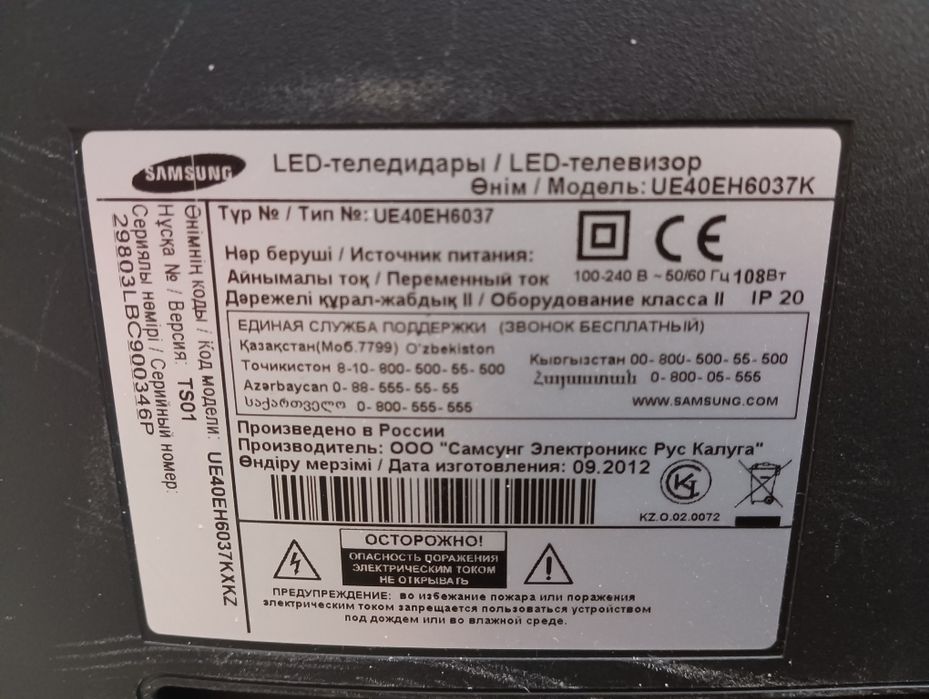 SAMSUNG
LED-теледидары / LED-телевизор
Өнім / Модель: UE40EH6037K
Түр № / Тип №: UE40EH6037
CE
Нәр беруші / Источник питания:
Айнымалы ток / Переменный ток 100-240 В ~ 50/60 Гц 108Вт
Дәрежелі құрал-жабдық II / Оборудование класса II IP 20
ЕДИНАЯ СЛУЖБА ПОДДЕРЖКИ (ЗВОНОК БЕСПЛАТНЫЙ)
Қазақстан(Моб.7799) O'zbekiston
Точикистон 8-10-800-500-55-500
Azərbaycan 0-88-555-55-55
საქართველო 0-800-555-555
Кыргызстан 00-800-500-55-500
Հայաստան 0-800-05-555
WWW.SAMSUNG.COM
Произведено в России
Производитель: ООО "Самсунг Электроникс Рус Калуга"
Өндіру мерзімі / Дата изготовления: 09.2012
KZ.O.02.0072
ОСТОРОЖНО!
ОПАСНОСТЬ ПОРАЖЕНИЯ
ЭЛЕКТРИЧЕСКИМ ТОКОМ
НЕ ОТКРЫВАТЬ
ПРЕДУПРЕЖДЕНИЕ: во избежание пожара или поражения
электрическим током запрещается пользоваться устройством
под дождем или во влажной среде.
Өнімнің коды / Код модели: UE40EH6037KXKZ
Нұсқа № / Версия: TS01
Сериялы нөмірі / Серийный номер:
29803LBC900346P